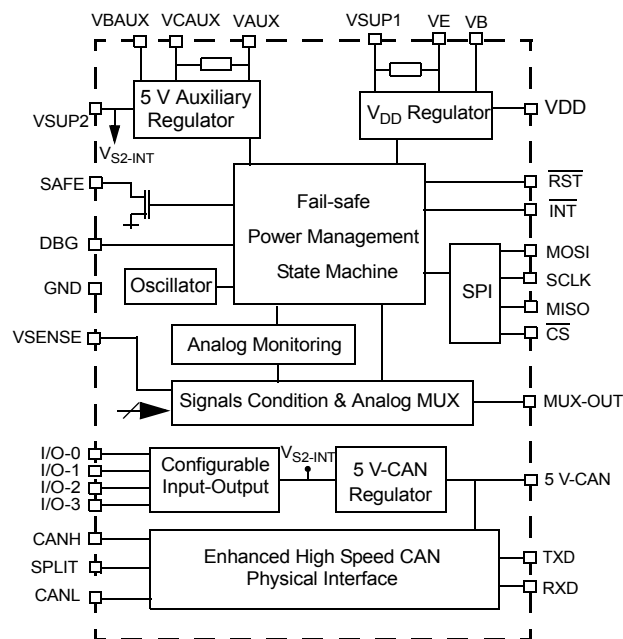 VBAUX VCAUX VAUX
VSUP1 VE VB
5 V Auxiliary
Regulator
VDD Regulator
VDD
VSUP2
VS2-INT
SAFE
Fail-safe
Power Management
State Machine
RST
INT
DBG
GND
Oscillator
SPI
MOSI
SCLK
MISO
CS
VSENSE
Analog Monitoring
Signals Condition & Analog MUX
MUX-OUT
I/O-0
I/O-1
I/O-2
I/O-3
Configurable
Input-Output
VS2-INT
5 V-CAN
Regulator
5 V-CAN
CANH
SPLIT
CANL
Enhanced High Speed CAN
Physical Interface
TXD
RXD